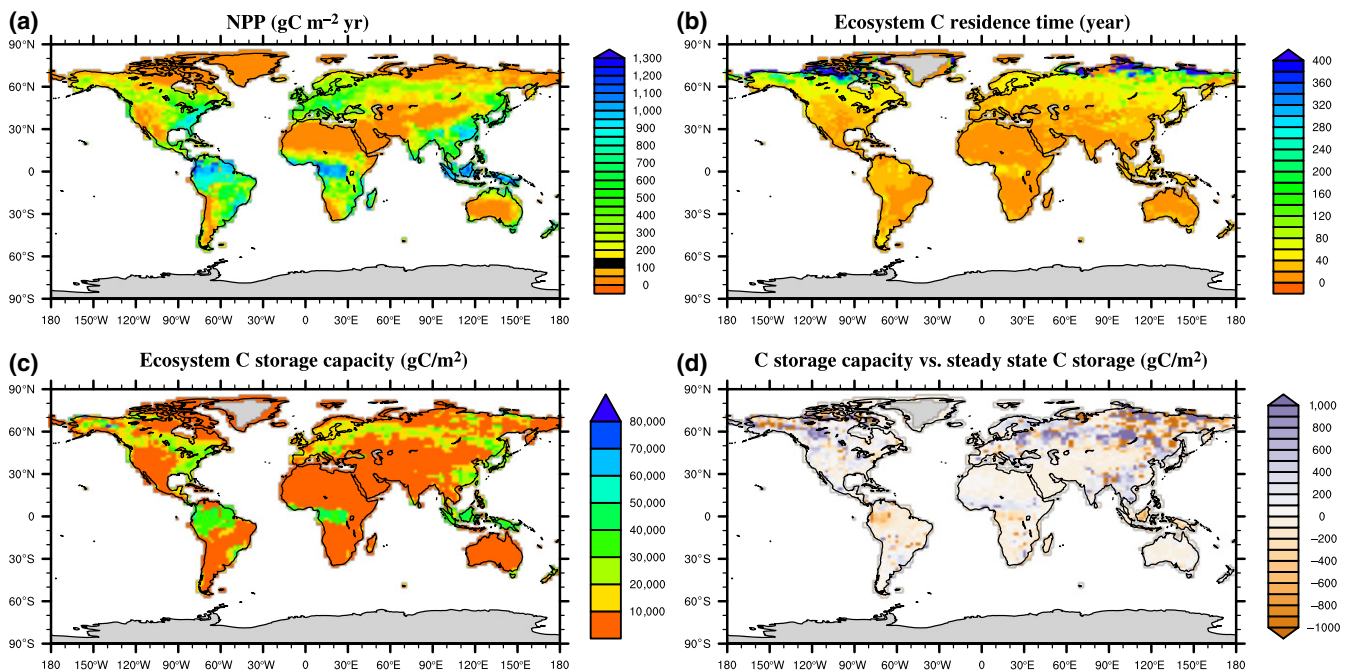 (a) NPP (gC m−2 yr)
90°N
60°N
30°N
0
30°S
60°S
90°S
180 150°W 120°W 90°W 60°W 30°W 0 30°E 60°E 90°E 120°E 150°E 180
1,300
1,200
1,100
1,000
900
800
700
600
500
400
300
200
100
0
(b) Ecosystem C residence time (year)
90°N
60°N
30°N
0
30°S
60°S
90°S
180 150°W 120°W 90°W 60°W 30°W 0 30°E 60°E 90°E 120°E 150°E 180
400
360
320
280
240
200
160
120
80
40
0
(c) Ecosystem C storage capacity (gC/m²)
90°N
60°N
30°N
0
30°S
60°S
90°S
180 150°W 120°W 90°W 60°W 30°W 0 30°E 60°E 90°E 120°E 150°E 180
80,000
70,000
60,000
50,000
40,000
30,000
20,000
10,000
(d) C storage capacity vs. steady state C storage (gC/m²)
90°N
60°N
30°N
0
30°S
60°S
90°S
180 150°W 120°W 90°W 60°W 30°W 0 30°E 60°E 90°E 120°E 150°E 180
1,000
800
600
400
200
0
−200
−400
−600
−800
−1000